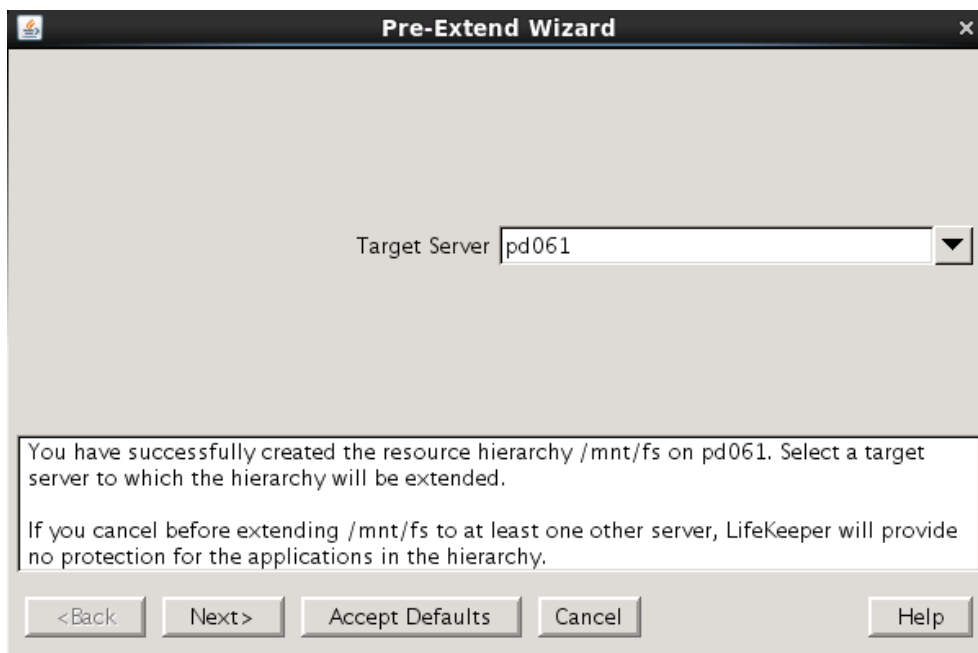 Pre-Extend Wizard
Target Server pd061
You have successfully created the resource hierarchy /mnt/fs on pd061. Select a target
server to which the hierarchy will be extended.
If you cancel before extending /mnt/fs to at least one other server, LifeKeeper will provide
no protection for the applications in the hierarchy.
<Back Next> Accept Defaults Cancel Help